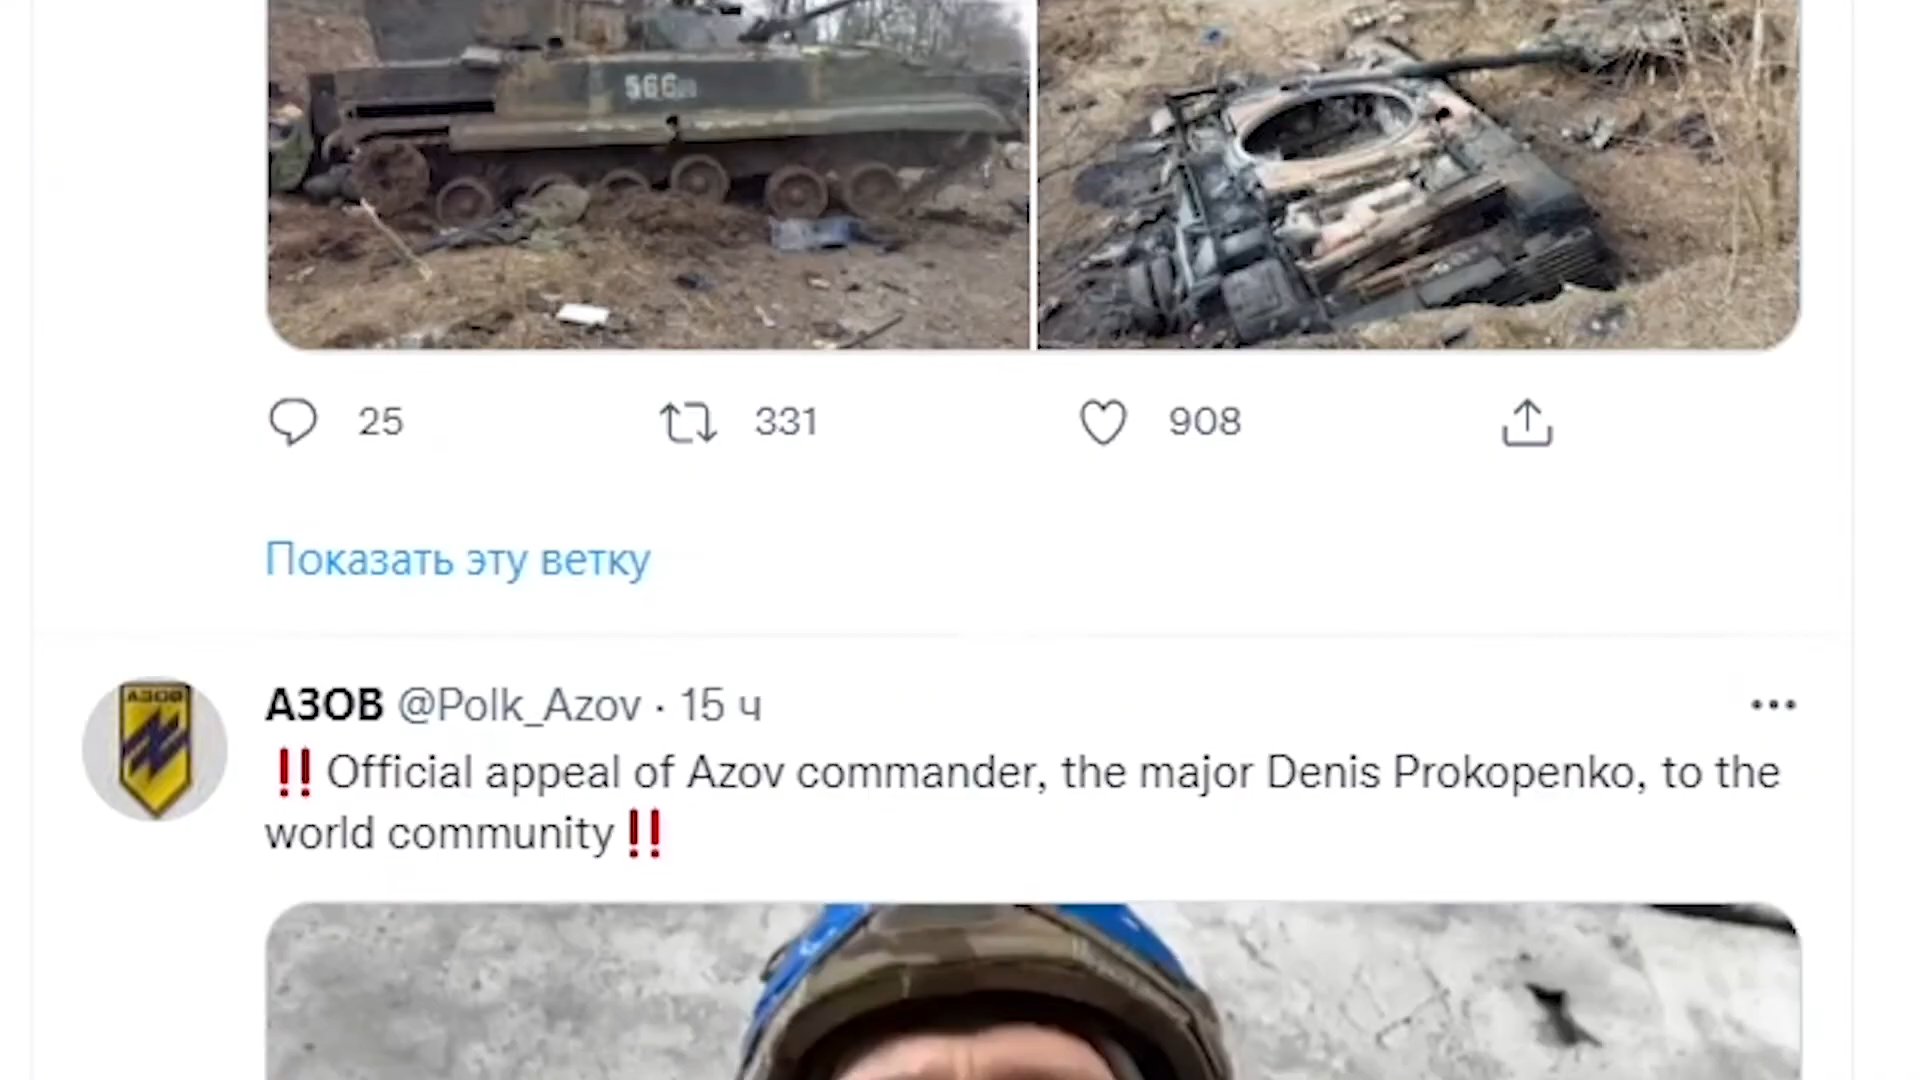 566
25
331
908
Показать эту ветку
АЗОВ @Polk_Azov · 15 ч
‼️Official appeal of Azov commander, the major Denis Prokopenko, to the
world community‼️